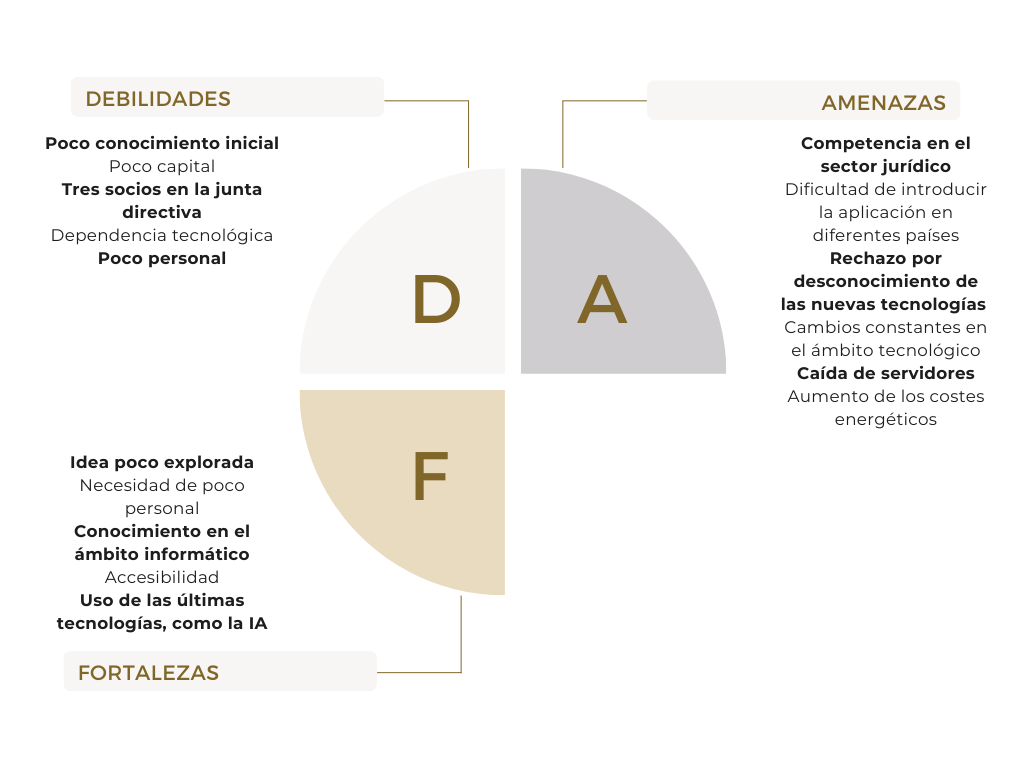 DEBILIDADES
Poco conocimiento inicial
Poco capital
Tres socios en la junta
directiva
Dependencia tecnológica
Poco personal
AMENAZAS
Competencia en el
sector jurídico
Dificultad de introducir
la aplicación en
diferentes países
Rechazo por
desconocimiento de
las nuevas tecnologías
Cambios constantes en
el ámbito tecnológico
Caída de servidores
Aumento de los costes
energéticos
D
A
F
Idea poco explorada
Necesidad de poco
personal
Conocimiento en el
ámbito informático
Accesibilidad
Uso de las últimas
tecnologías, como la IA
FORTALEZAS